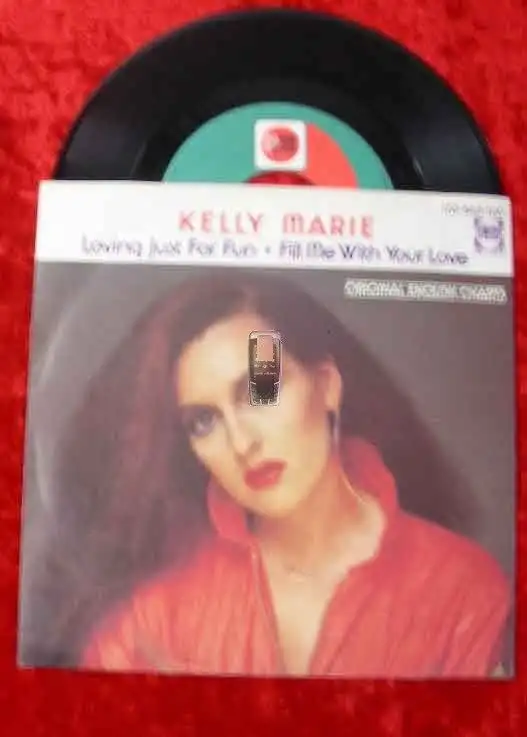 KELLY MARIE
Loving Just For Fun • Fill Me With Your Love
ORIGINAL ENGLISH CHARTS